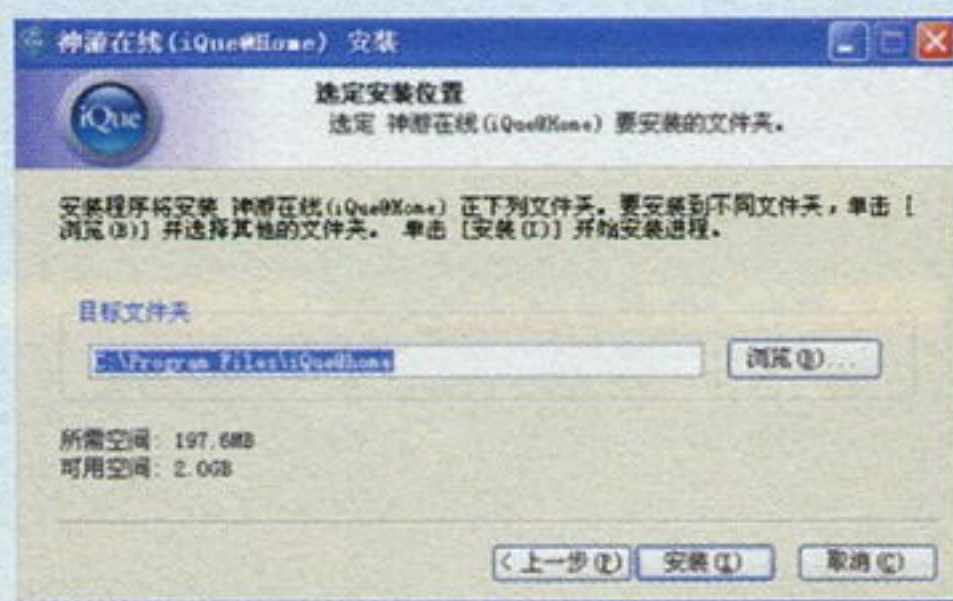 神游在线(iQue@Home) 安装
iQue
选定安装位置
选定 神游在线(iQue@Home) 要安装的文件夹。
安装程序将安装 神游在线(iQue@Home) 在下列文件夹。要安装到不同文件夹，单击 [
浏览(B)] 并选择其他的文件夹。 单击 [安装(I)] 开始安装进程。
目标文件夹
C:\Program Files\iQue@home
浏览(B)...
所需空间: 197.6MB
可用空间: 2.0GB
< 上一步(P)
安装(I)
取消(C)